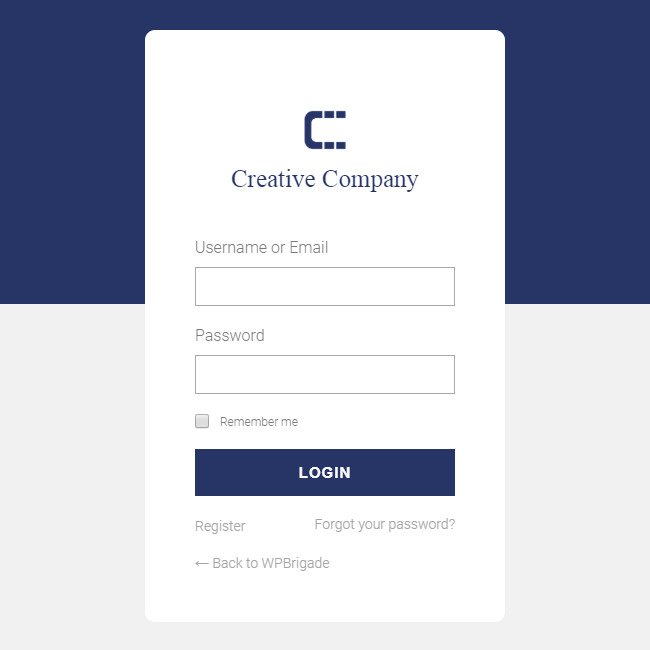 Creative Company
Username or Email
Password
Remember me
LOGIN
Register
Forgot your password?
← Back to WPBrigade